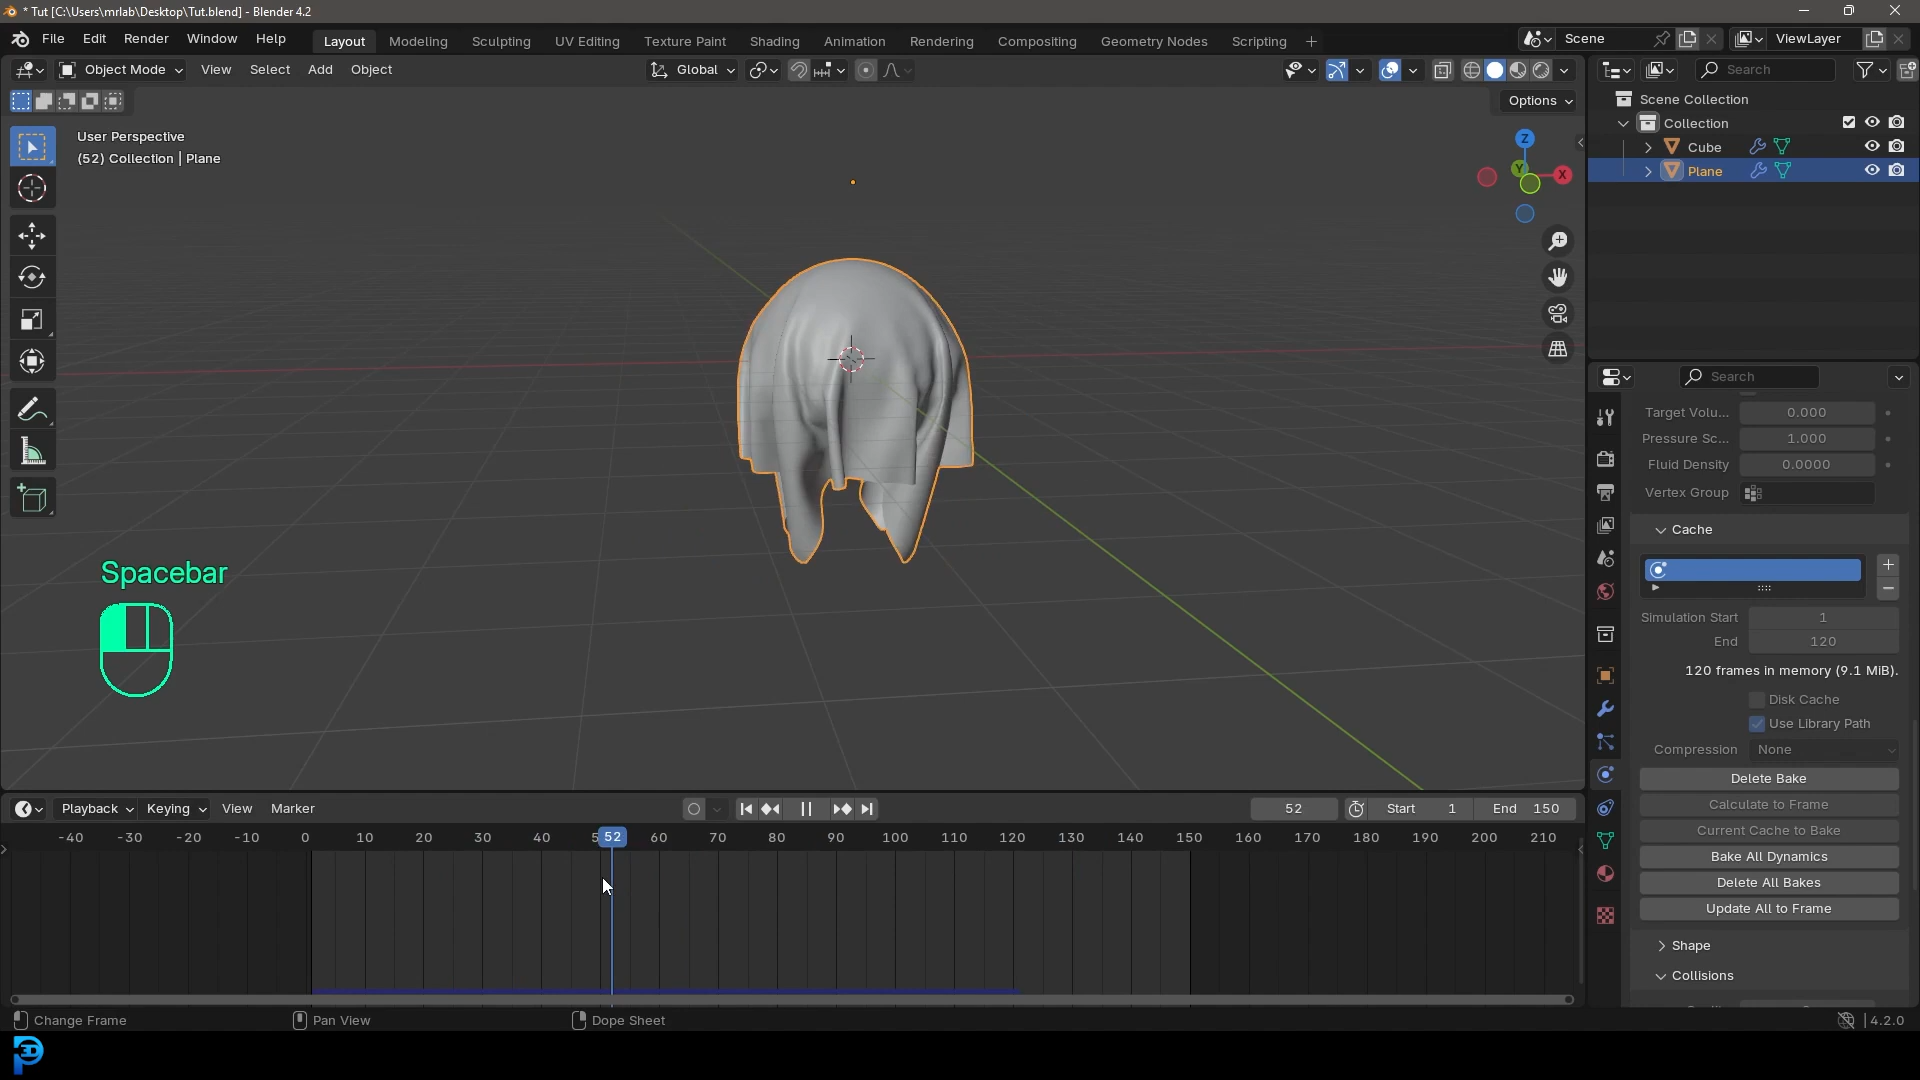 * Tut [C:\Users\mrlab\Desktop\Tut.blend] - Blender 4.2
File Edit Render Window Help
Layout Modeling Sculpting UV Editing Texture Paint Shading Animation Rendering Compositing Geometry Nodes Scripting +
Scene
ViewLayer
Object Mode View Select Add Object
Global
Search
Options
User Perspective
(52) Collection | Plane
Z
Y
X
Scene Collection
Collection
Cube
Plane
Search
Target Volu... 0.000
Pressure Sc... 1.000
Fluid Density 0.0000
Vertex Group
Cache
Simulation Start 1
End 120
120 frames in memory (9.1 MiB).
Disk Cache
Use Library Path
Compression None
Delete Bake
Calculate to Frame
Current Cache to Bake
Bake All Dynamics
Delete All Bakes
Update All to Frame
Shape
Collisions
Spacebar
Playback Keying View Marker
52 Start 1 End 150
-40 -30 -20 -10 0 10 20 30 40 52 60 70 80 90 100 110 120 130 140 150 160 170 180 190 200 210
Change Frame Pan View Dope Sheet
4.2.0
3D